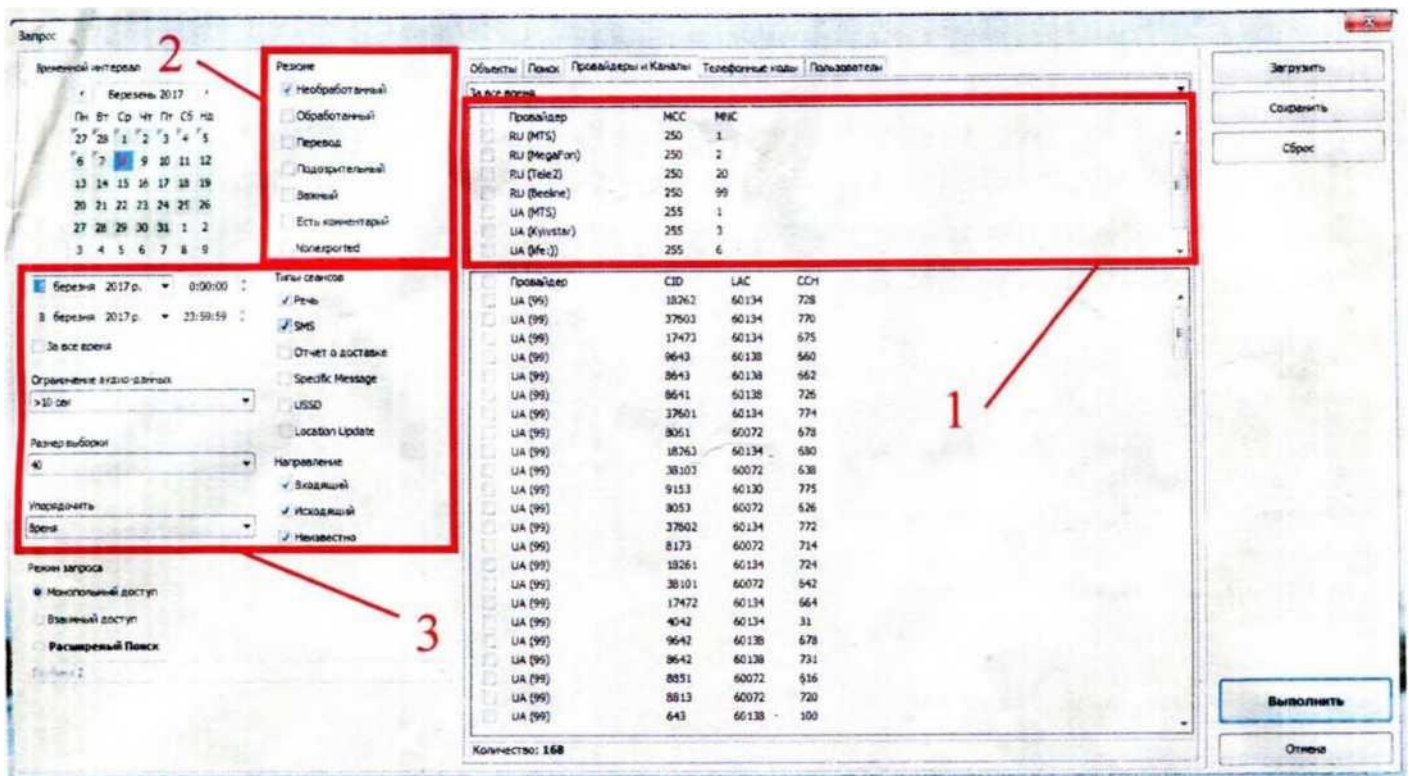 Запрос
Временной интервал
Березень 2017
Пн Вт Ср Чт Пт Сб Нд
27 28 1 2 3 4 5
6 7 8 9 10 11 12
13 14 15 16 17 18 19
20 21 22 23 24 25 26
27 28 29 30 31 1 2
3 4 5 6 7 8 9
2
Резюме
Необработанный
Обработанный
Перевод
Подозрительный
Важный
Есть комментарий
Nonexported
березня 2017 р. 0:00:00
8 березня 2017 р. 23:59:59
За все время
Ограничение аудио-данных
>10 сек
Размер выборки
40
Упорядочить
Время
Типы сеансов
Речь
SMS
Отчет о доставке
Specific Message
USSD
Location Update
Направление
Входящий
Исходящий
Неизвестно
3
Режим запроса
Монопольный доступ
Взаимный доступ
Расширеный Поиск
Объекты Поиск Провайдеры и Каналы Телефонные коды Пользователи
За все время
Провайдер MCC MNC
RU (MTS) 250 1
RU (MegaFon) 250 2
RU (Tele2) 250 20
RU (Beeline) 250 99
UA (MTS) 255 1
UA (Kyivstar) 255 3
UA (life:)) 255 6
1
Провайдер CID LAC CCH
UA (99) 18262 60134 728
UA (99) 37603 60134 770
UA (99) 17473 60134 675
UA (99) 9643 60138 660
UA (99) 8643 60138 662
UA (99) 8641 60138 726
UA (99) 37601 60134 774
UA (99) 8061 60072 678
UA (99) 18263 60134 680
UA (99) 38103 60072 638
UA (99) 9153 60130 775
UA (99) 8053 60072 626
UA (99) 37602 60134 772
UA (99) 8173 60072 714
UA (99) 18261 60134 724
UA (99) 38101 60072 642
UA (99) 17472 60134 664
UA (99) 4042 60134 31
UA (99) 9642 60138 678
UA (99) 8642 60138 731
UA (99) 8851 60072 616
UA (99) 8813 60072 720
UA (99) 643 60138 100
Количество: 168
Загрузить
Сохранить
Сброс
Выполнить
Отмена